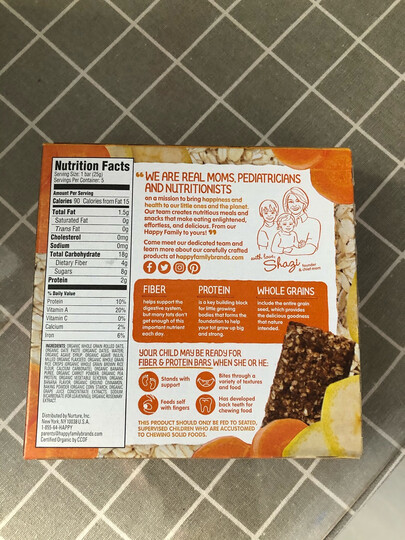 Nutrition Facts
Serving Size: 1 bar (25g)
Servings Per Container: 5
Amount Per Serving
Calories 90 Calories from Fat 15
Total Fat 1.5g
Saturated Fat 0g
Trans Fat 0g
Cholesterol 0mg
Sodium 0mg
Total Carbohydrate 18g
Dietary Fiber 4g
Sugars 8g
Protein 2g
% Daily Value
Protein 10%
Vitamin A 20%
Vitamin C 0%
Calcium 2%
Iron 6%
Distributed by Nurture, Inc.
New York, NY 10038 U.S.A.
1-855-64-HAPPY
parents@happyfamilybrands.com
Certified Organic by CCOF
“WE ARE REAL MOMS, PEDIATRICIANS
AND NUTRITIONISTS
on a mission to bring happiness and
health to our little ones and the planet.
Our team creates nutritious meals and
snacks that make eating enlightened,
effortless, and delicious. From our
Happy Family to yours! ”
Come meet our dedicated team and
learn more about our carefully crafted
products at happyfamilybrands.com
with love,
Shazi
founder
& chief mom
FIBER
helps support the
digestive system,
but many tots don't
get enough of this
important nutrient
each day.
PROTEIN
is a key building block
for little growing
bodies that forms the
foundation to help
your tot grow up big
and strong.
WHOLE GRAINS
include the entire grain
seed, which provides
the delicious goodness
that nature
intended.
YOUR CHILD MAY BE READY FOR
FIBER & PROTEIN BARS WHEN SHE OR HE:
Stands with
support
Bites through a
variety of textures
and food
Feeds self
with fingers
Has developed
back teeth for
chewing food
THIS PRODUCT SHOULD ONLY BE FED TO SEATED,
SUPERVISED CHILDREN WHO ARE ACCUSTOMED
TO CHEWING SOLID FOODS.